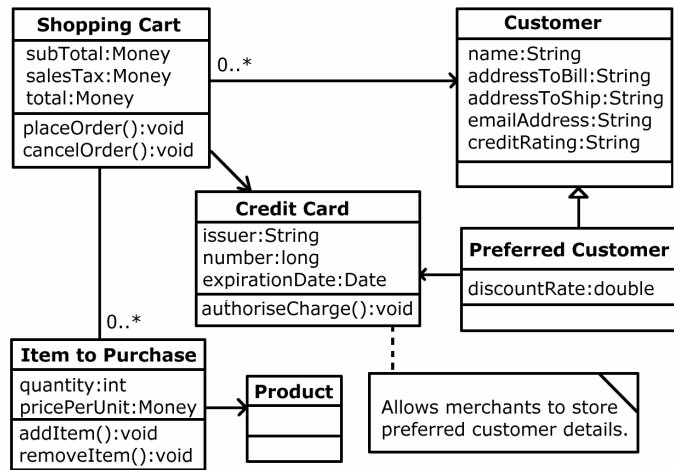 Shopping Cart
subTotal:Money
salesTax:Money
total:Money
placeOrder():void
cancelOrder():void
0..*
Customer
name:String
addressToBill:String
addressToShip:String
emailAddress:String
creditRating:String
Credit Card
issuer:String
number:long
expirationDate:Date
authoriseCharge():void
Preferred Customer
discountRate:double
0..*
Item to Purchase
quantity:int
pricePerUnit:Money
addItem():void
removeItem():void
Product
Allows merchants to store
preferred customer details.